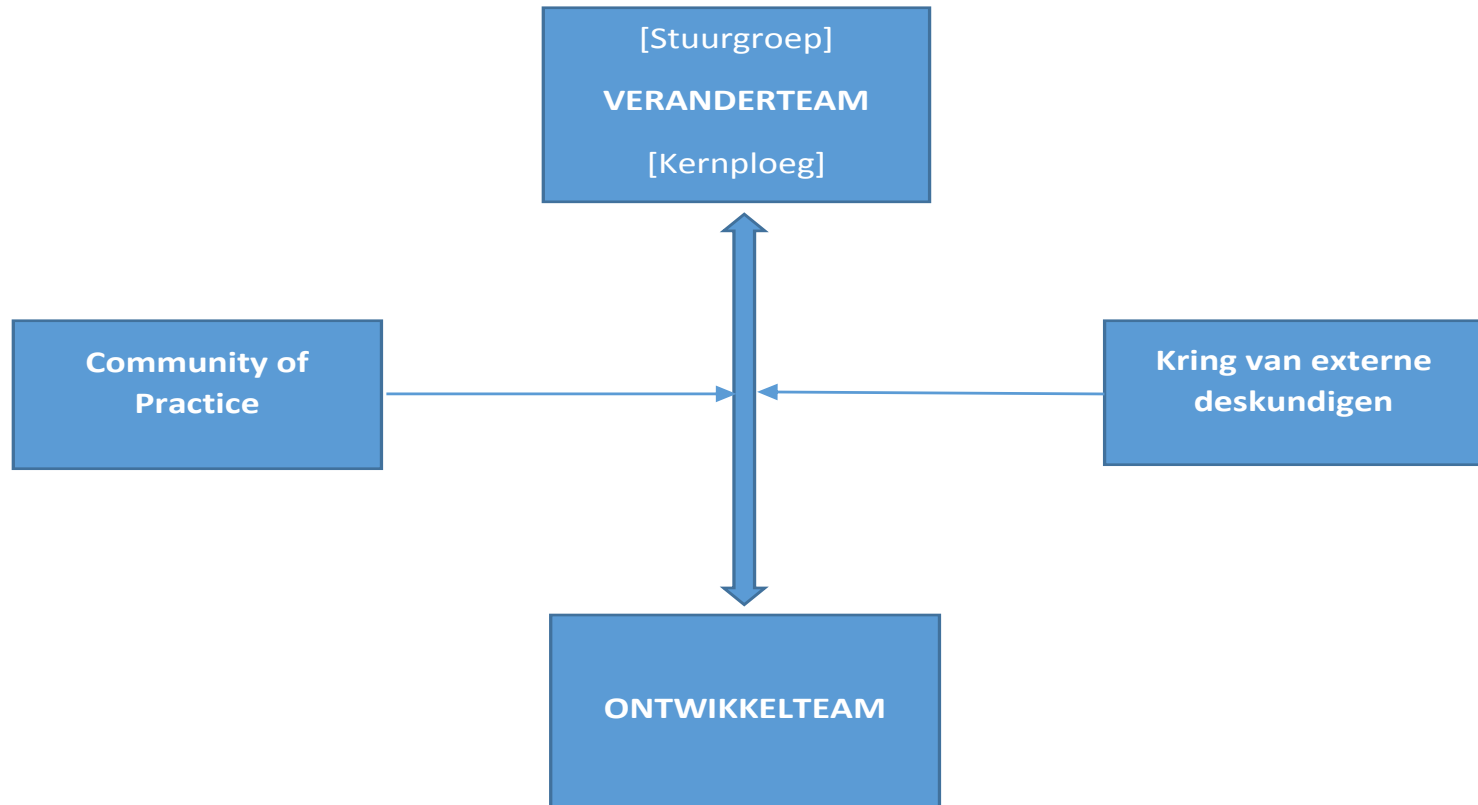 [Stuurgroep]
VERANDERTEAM
[Kernploeg]
Community of
Practice
Kring van externe
deskundigen
ONTWIKKELTEAM